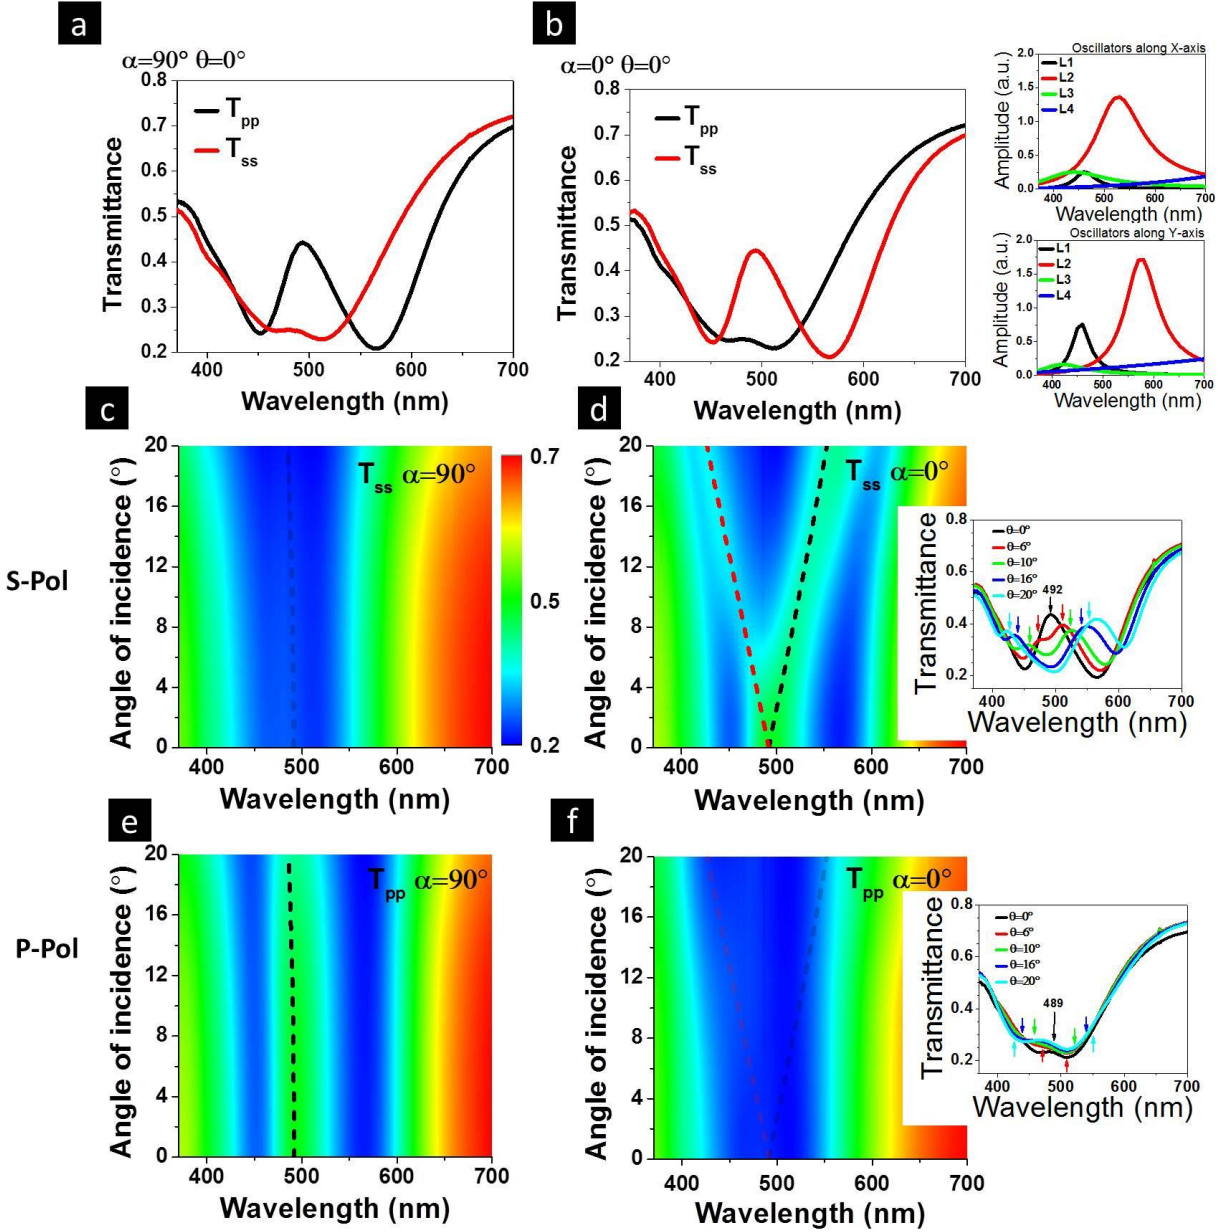 a
α=90° θ=0°
0.8
0.7
0.6
0.5
0.4
0.3
0.2
Transmittance
Tpp
Tss
400
500
600
700
Wavelength (nm)
b
α=0° θ=0°
0.8
0.7
0.6
0.5
0.4
0.3
0.2
Transmittance
Tpp
Tss
400
500
600
700
Wavelength (nm)
Oscillators along X-axis
Amplitude (a.u.)
2.0
1.5
1.0
0.5
0.0
L1
L2
L3
L4
400
500
600
700
Wavelength (nm)
Oscillators along Y-axis
Amplitude (a.u.)
2.0
1.5
1.0
0.5
0.0
L1
L2
L3
L4
400
500
600
700
Wavelength (nm)
S-Pol
c
Angle of incidence (°)
20
16
12
8
4
0
Tss α=90°
400
500
600
700
Wavelength (nm)
0.7
0.5
0.2
d
Angle of incidence (°)
20
16
12
8
4
0
Tss α=0°
400
500
600
700
Wavelength (nm)
Transmittance
0.8
0.6
0.4
0.2
θ=0°
θ=6°
θ=10°
θ=16°
θ=20°
492
400
500
600
700
Wavelength (nm)
P-Pol
e
Angle of incidence (°)
20
16
12
8
4
0
Tpp α=90°
400
500
600
700
Wavelength (nm)
f
Angle of incidence (°)
20
16
12
8
4
0
Tpp α=0°
400
500
600
700
Wavelength (nm)
Transmittance
0.8
0.6
0.4
0.2
θ=0°
θ=6°
θ=10°
θ=16°
θ=20°
489
400
500
600
700
Wavelength (nm)